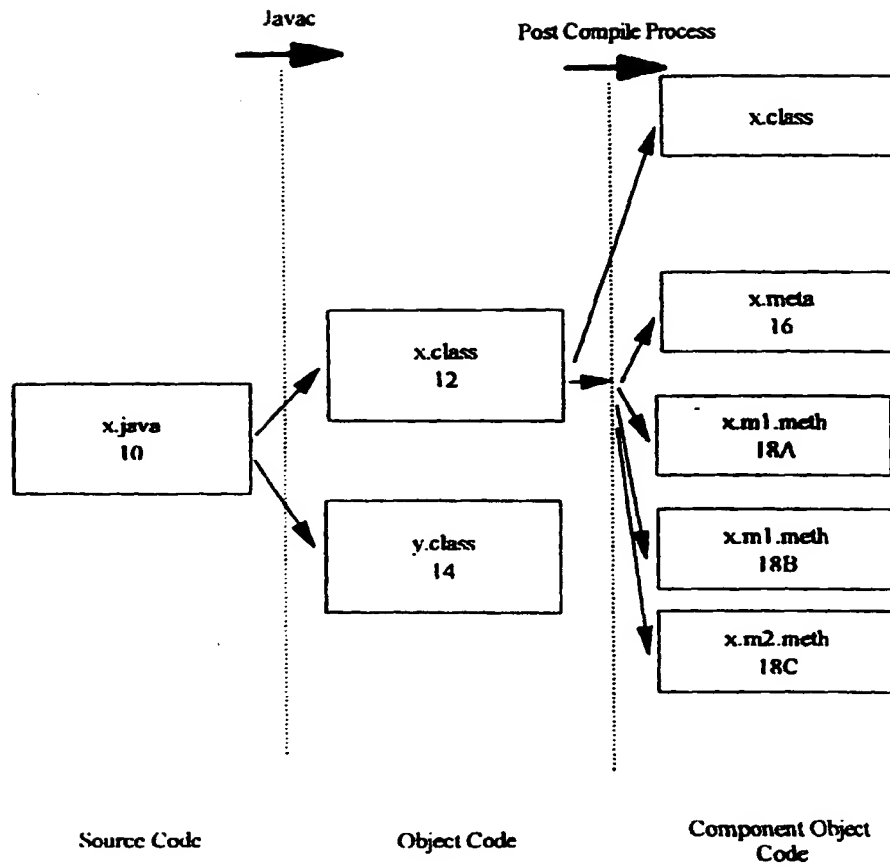 Javac
Post Compile Process
x.class
x.meta
16
x.class
12
x.java
10
x.m1.meth
18A
y.class
14
x.m1.meth
18B
x.m2.meth
18C
Source Code
Object Code
Component Object
Code